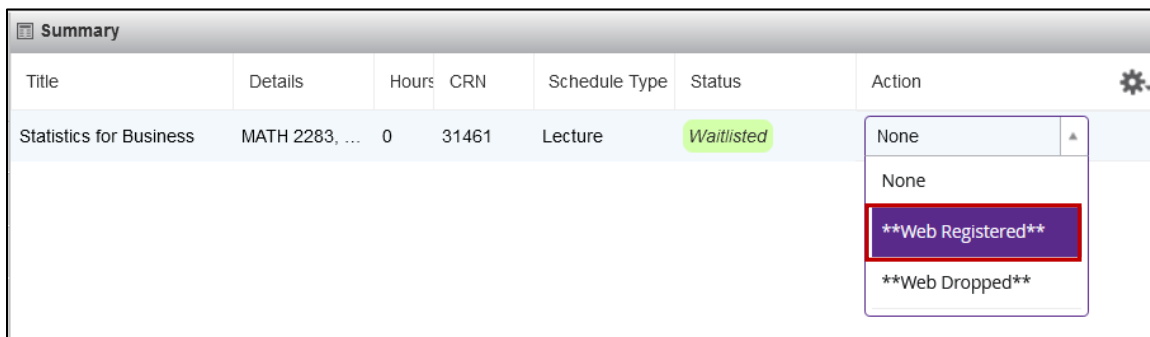 Summary
Title Details Hours CRN Schedule Type Status Action
Statistics for Business MATH 2283, ... 0 31461 Lecture Waitlisted None
None
**Web Registered**
**Web Dropped**